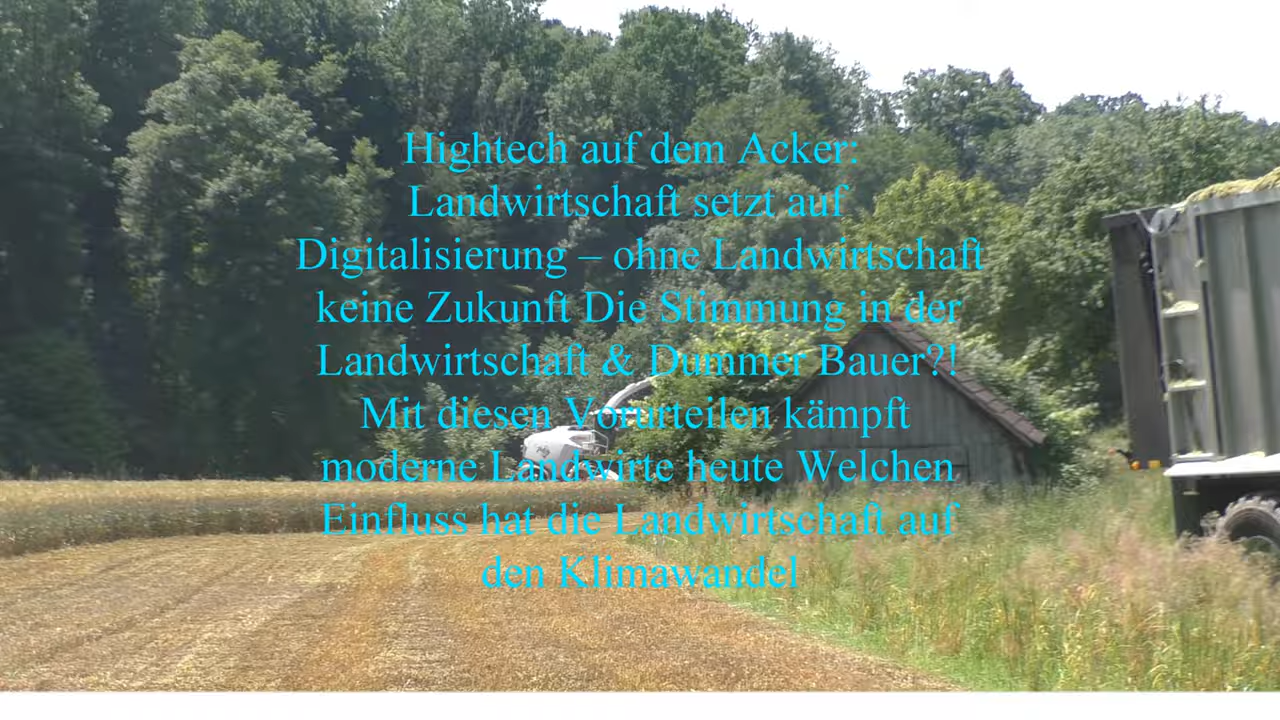 Hightech auf dem Acker:
Landwirtschaft setzt auf
Digitalisierung – ohne Landwirtschaft
keine Zukunft Die Stimmung in der
Landwirtschaft & Dummer Bauer?!
Mit diesen Vorurteilen kämpft
moderne Landwirte heute Welchen
Einfluss hat die Landwirtschaft auf
den Klimawandel